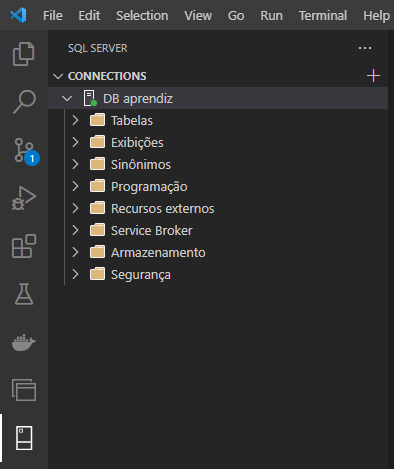 File Edit Selection View Go Run Terminal Help
SQL SERVER
CONNECTIONS
DB aprendiz
Tabelas
Exibições
Sinônimos
1
Programação
Recursos externos
Service Broker
Armazenamento
Segurança